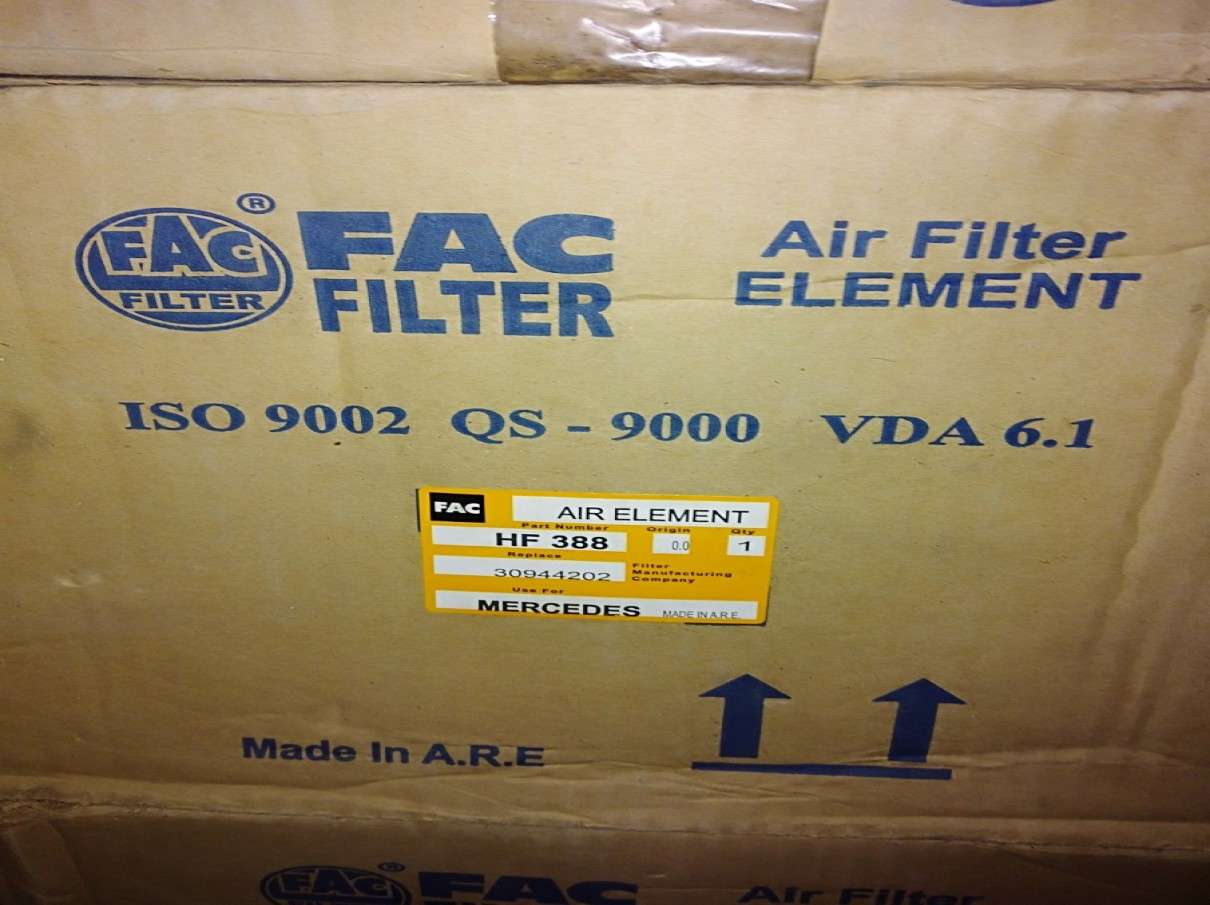 FAC
FILTER
®
FAC
FILTER
Air Filter
ELEMENT
ISO 9002 QS - 9000 VDA 6.1
FAC
AIR ELEMENT
Part Number
Origin
Qty
HF 388
0.0
1
Replace
30944202
Filter
Manufacturing
Company
Use For
MERCEDES
MADE IN A.R.E.
Made In A.R.E
FAC
FILTER
®
FAC
Air Filter